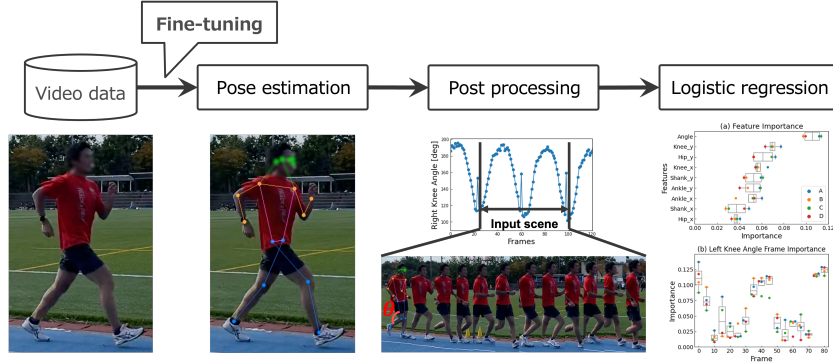 Fine-tuning
Video data
Pose estimation
Post processing
Logistic regression
Right Knee Angle [deg]
200
180
160
140
120
100
0 20 40 60 80 100 120
Input scene
Frames
θ
(a) Feature Importance
Features
Angle
Knee_y
Hip_y
Knee_x
Shank_y
Ankle_y
Ankle_x
Shank_x
Hip_x
A
B
C
D
0.02 0.04 0.06 0.08 0.10
Importance
(b) Left Knee Angle Frame Importance
Importance
0.125
0.100
0.075
0.050
0.025
0.000
0 10 20 30 40 50 60 70 80
Frame